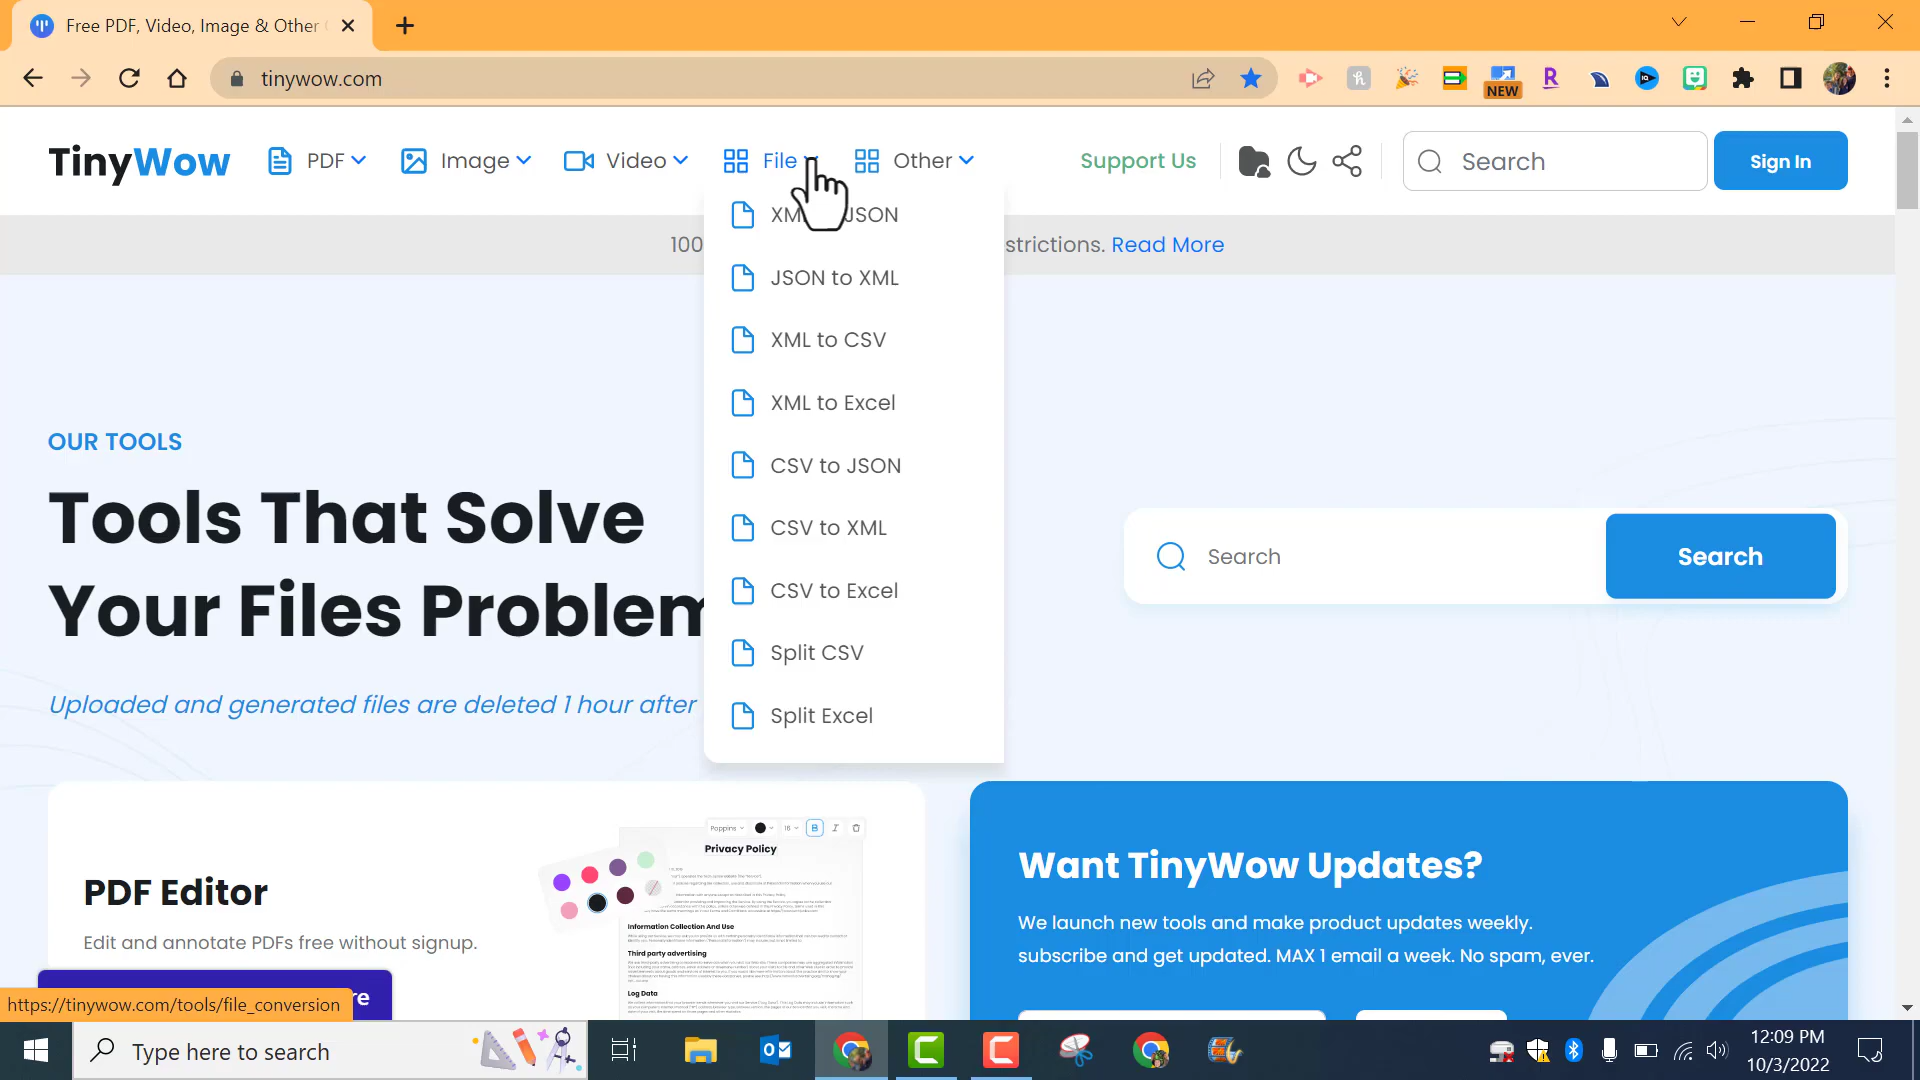 Free PDF, Video, Image & Other
tinywow.com
NEW
TinyWow
PDF
Image
Video
File
Other
Support Us
Search
Sign In
XM JSON
JSON to XML
XML to CSV
XML to Excel
CSV to JSON
CSV to XML
CSV to Excel
Split CSV
Split Excel
100 strictions. Read More
OUR TOOLS
Tools That Solve
Your Files Problem
Uploaded and generated files are deleted 1 hour after
Search
Search
PDF Editor
Edit and annotate PDFs free without signup.
re
Poppins
16
B
I
Privacy Policy
Information Collection And Use
Third party advertising
Log Data
Want TinyWow Updates?
We launch new tools and make product updates weekly.
subscribe and get updated. MAX 1 email a week. No spam, ever.
https://tinywow.com/tools/file_conversion
Type here to search
12:09 PM
10/3/2022